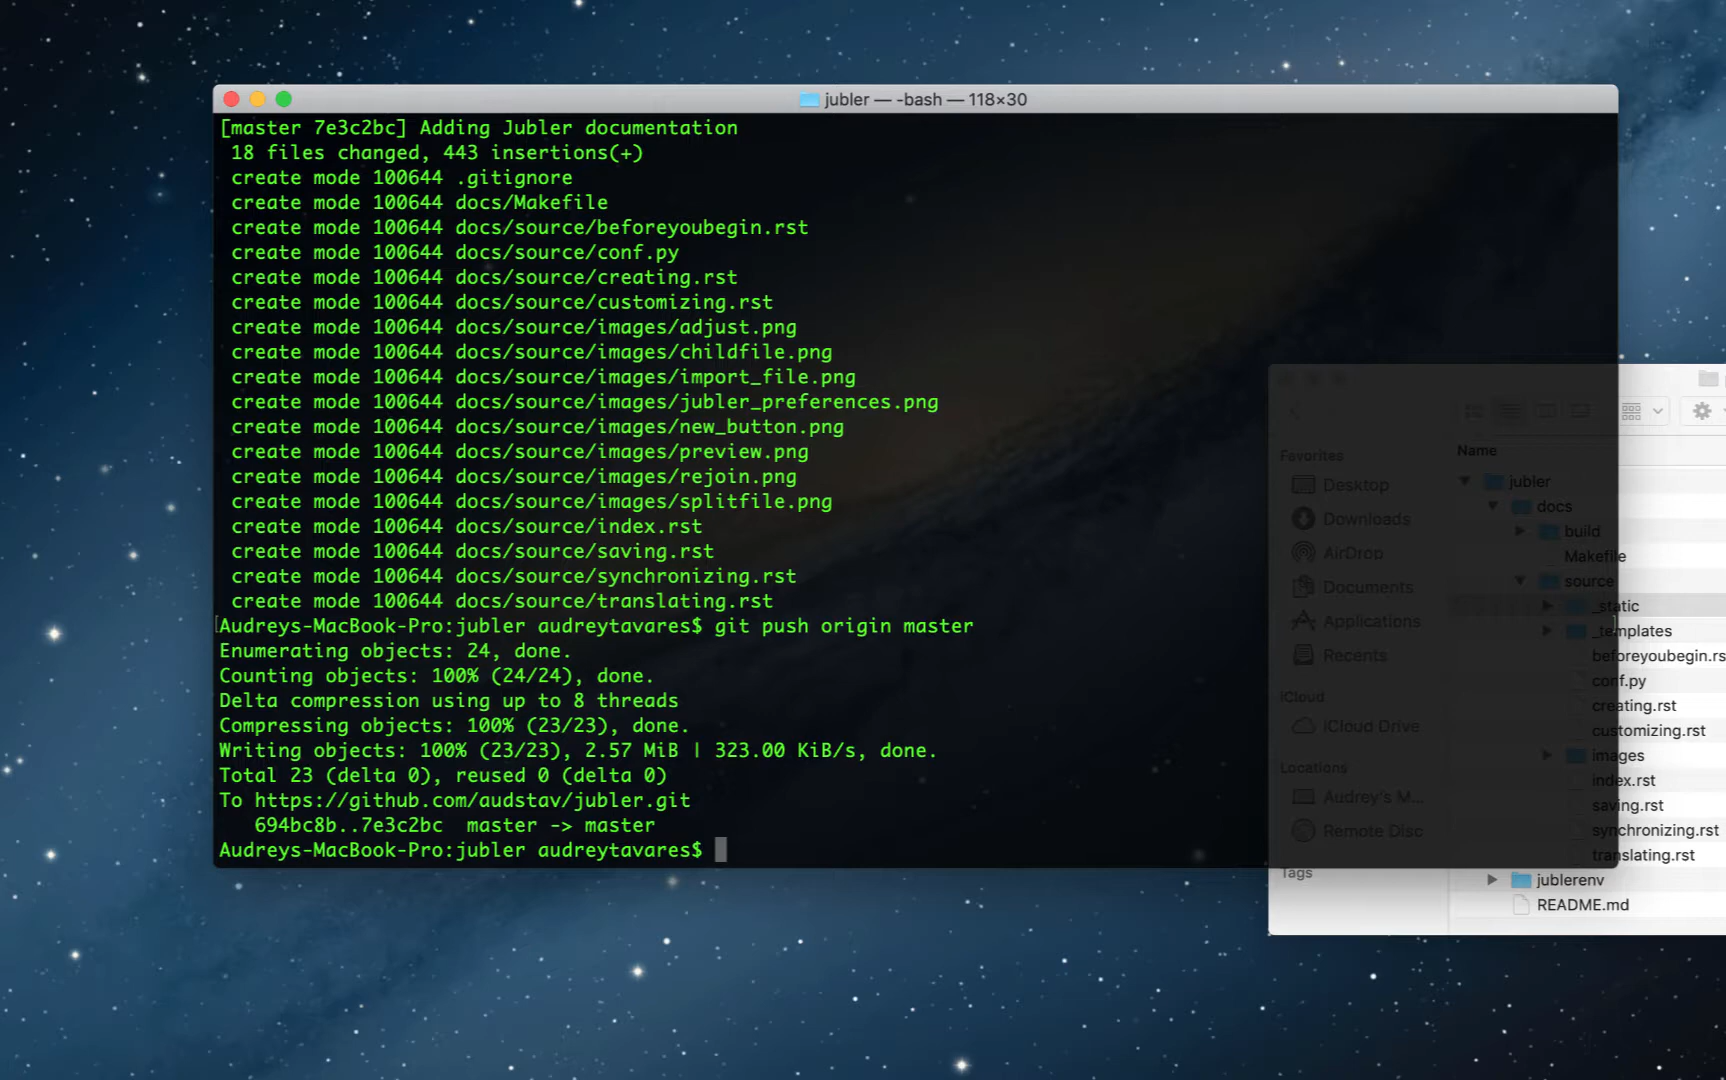 jubler — -bash — 118×30
[master 7e3c2bc] Adding Jubler documentation
18 files changed, 443 insertions(+)
create mode 100644 .gitignore
create mode 100644 docs/Makefile
create mode 100644 docs/source/beforeyoubegin.rst
create mode 100644 docs/source/conf.py
create mode 100644 docs/source/creating.rst
create mode 100644 docs/source/customizing.rst
create mode 100644 docs/source/images/adjust.png
create mode 100644 docs/source/images/childfile.png
create mode 100644 docs/source/images/import_file.png
create mode 100644 docs/source/images/jubler_preferences.png
create mode 100644 docs/source/images/new_button.png
create mode 100644 docs/source/images/preview.png
create mode 100644 docs/source/images/rejoin.png
create mode 100644 docs/source/images/splitfile.png
create mode 100644 docs/source/index.rst
create mode 100644 docs/source/saving.rst
create mode 100644 docs/source/synchronizing.rst
create mode 100644 docs/source/translating.rst
[Audreys-MacBook-Pro:jubler audreytavares$ git push origin master
Enumerating objects: 24, done.
Counting objects: 100% (24/24), done.
Delta compression using up to 8 threads
Compressing objects: 100% (23/23), done.
Writing objects: 100% (23/23), 2.57 MiB | 323.00 KiB/s, done.
Total 23 (delta 0), reused 0 (delta 0)
To https://github.com/audstav/jubler.git
694bc8b..7e3c2bc master -> master
Audreys-MacBook-Pro:jubler audreytavares$
Favorites
Desktop
Downloads
AirDrop
Documents
Applications
Recents
iCloud
iCloud Drive
Locations
Audrey's M...
Remote Disc
Tags
Name
jubler
docs
build
Makefile
source
_static
_templates
beforeyoubegin.rs
conf.py
creating.rst
customizing.rst
images
index.rst
saving.rst
synchronizing.rst
translating.rst
jublerenv
README.md